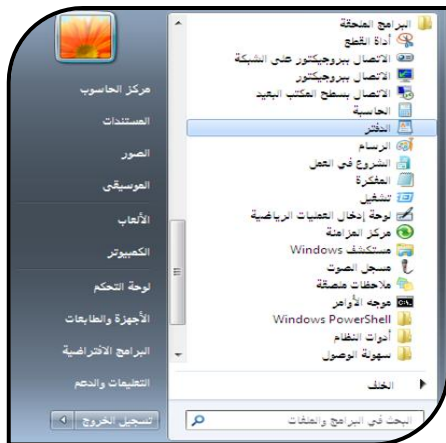 البرامج الملحقة
أداة القطع
الاتصال ببروجيكتور على الشبكة
الاتصال ببروجيكتور
الاتصال بسطح المكتب البعيد
الحاسبة
الدفتر
الرسام
الشروع في العمل
المفكرة
تشغيل
لوحة إدخال العمليات الرياضية
مركز المزامنة
مستكشف Windows
مسجل الصوت
ملاحظات ملصقة
موجه الأوامر
Windows PowerShell
أدوات النظام
سهولة الوصول
الخلف
البحث في البرامج والملفات
مركز الحاسوب
المستندات
الصور
الموسيقى
الألعاب
الكمبيوتر
لوحة التحكم
الأجهزة والطابعات
البرامج الافتراضية
التعليمات والدعم
تسجيل الخروج